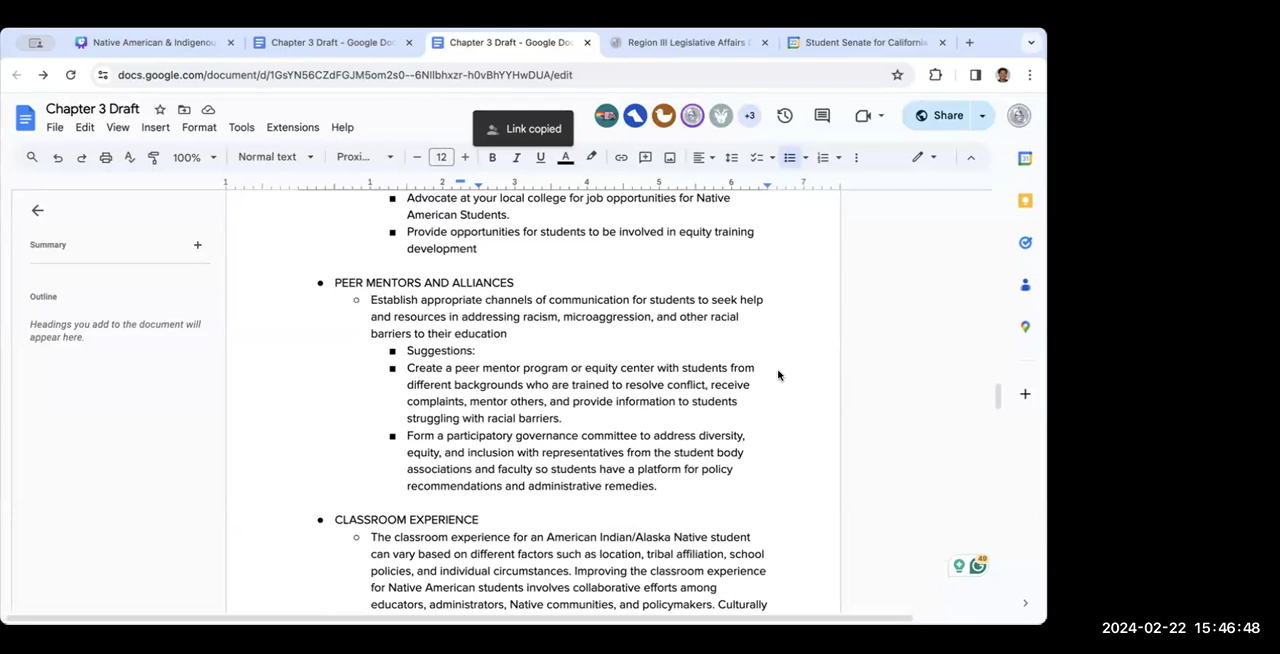 Native American & Indigenou
Chapter 3 Draft - Google Doc
Chapter 3 Draft - Google Doc
Region III Legislative Affairs D
Student Senate for California
docs.google.com/document/d/1GsYN56CZdFGJM5om2s0--6NIlbhxzr-h0vBhYYHwDUA/edit
Chapter 3 Draft
File Edit View Insert Format Tools Extensions Help
Link copied
+3
Share
100%
Normal text
Proxi...
12
B I U A
1 1 2 3 4 5 6 7
Summary
Outline
Headings you add to the document will
appear here.
Advocate at your local college for job opportunities for Native
American Students.
Provide opportunities for students to be involved in equity training
development
PEER MENTORS AND ALLIANCES
Establish appropriate channels of communication for students to seek help
and resources in addressing racism, microaggression, and other racial
barriers to their education
Suggestions:
Create a peer mentor program or equity center with students from
different backgrounds who are trained to resolve conflict, receive
complaints, mentor others, and provide information to students
struggling with racial barriers.
Form a participatory governance committee to address diversity,
equity, and inclusion with representatives from the student body
associations and faculty so students have a platform for policy
recommendations and administrative remedies.
CLASSROOM EXPERIENCE
The classroom experience for an American Indian/Alaska Native student
can vary based on different factors such as location, tribal affiliation, school
policies, and individual circumstances. Improving the classroom experience
for Native American students involves collaborative efforts among
educators, administrators, Native communities, and policymakers. Culturally
49
2024-02-22 15:46:48